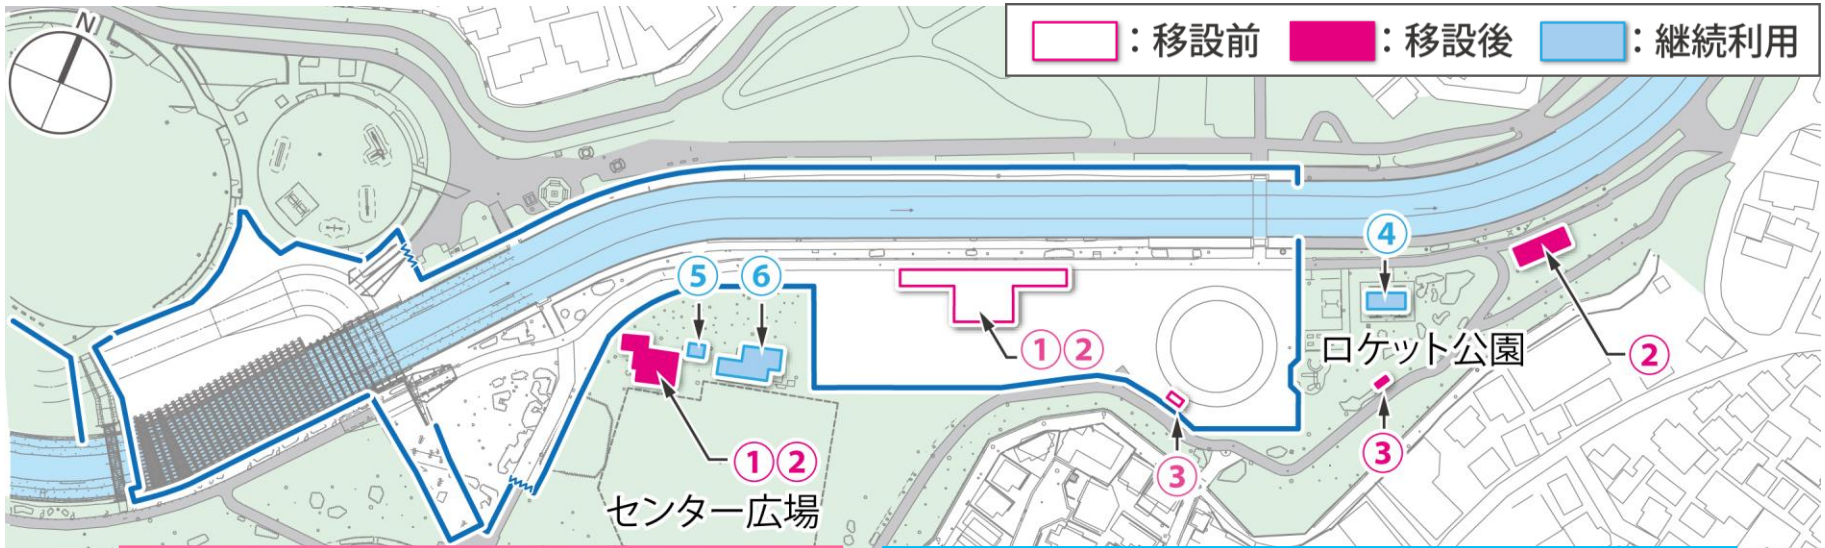 N
：移設前 ：移設後 ：継続利用
④
②
⑤ ⑥
①②
ロケット公園
②
③
③
①②
センター広場